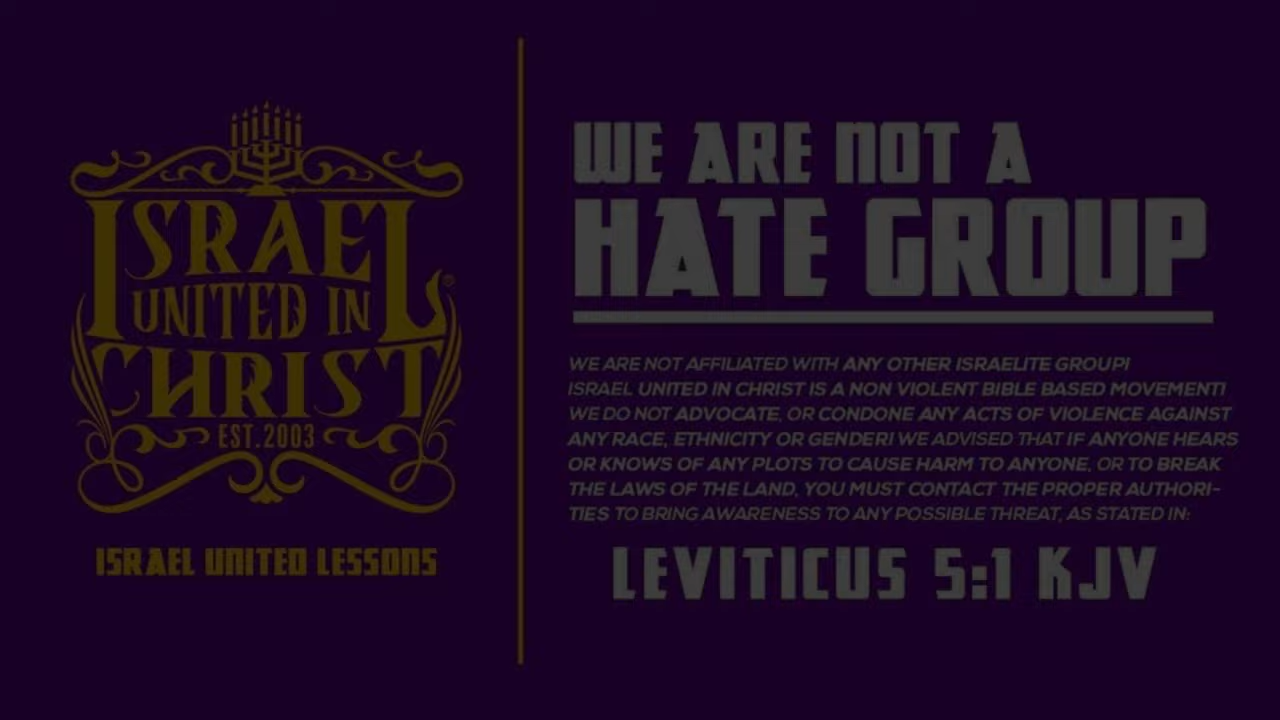 ISRAEL
UNITED IN
CHRIST
EST.2003
ISRAEL UNITED LESSONS
WE ARE NOT A
HATE GROUP
WE ARE NOT AFFILIATED WITH ANY OTHER ISRAELITE GROUP!
ISRAEL UNITED IN CHRIST IS A NON VIOLENT BIBLE BASED MOVEMENT!
WE DO NOT ADVOCATE, OR CONDONE ANY ACTS OF VIOLENCE AGAINST
ANY RACE, ETHNICITY OR GENDER! WE ADVISED THAT IF ANYONE HEARS
OR KNOWS OF ANY PLOTS TO CAUSE HARM TO ANYONE, OR TO BREAK
THE LAWS OF THE LAND, YOU MUST CONTACT THE PROPER AUTHORI-
TIES TO BRING AWARENESS TO ANY POSSIBLE THREAT, AS STATED IN:
LEVITICUS 5:1 KJV